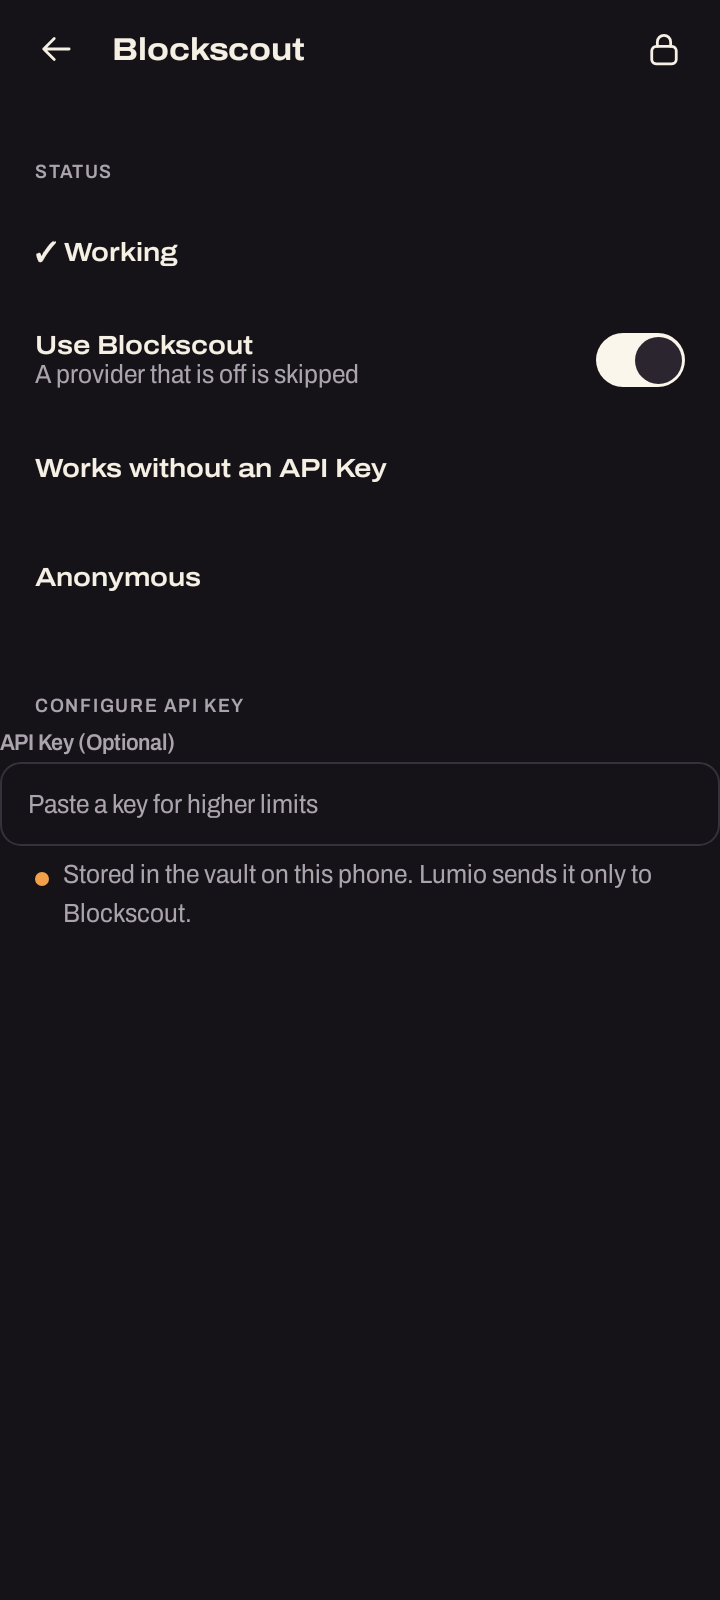 Blockscout
STATUS
✓ Working
Use Blockscout
A provider that is off is skipped
Works without an API Key
Anonymous
CONFIGURE API KEY
API Key (Optional)
Paste a key for higher limits
Stored in the vault on this phone. Lumio sends it only to
Blockscout.